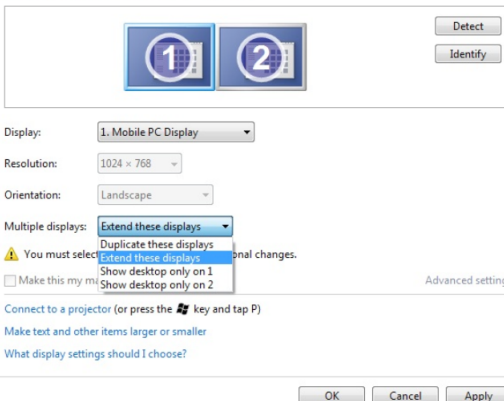 1
2
Detect
Identify
Display: 1. Mobile PC Display
Resolution: 1024 × 768
Orientation: Landscape
Multiple displays: Extend these displays
Duplicate these displays
You must select
Extend these displays
onal changes.
Show desktop only on 1
Make this my ma
Show desktop only on 2
Advanced setting
Connect to a projector (or press the key and tap P)
Make text and other items larger or smaller
What display settings should I choose?
OK Cancel Apply